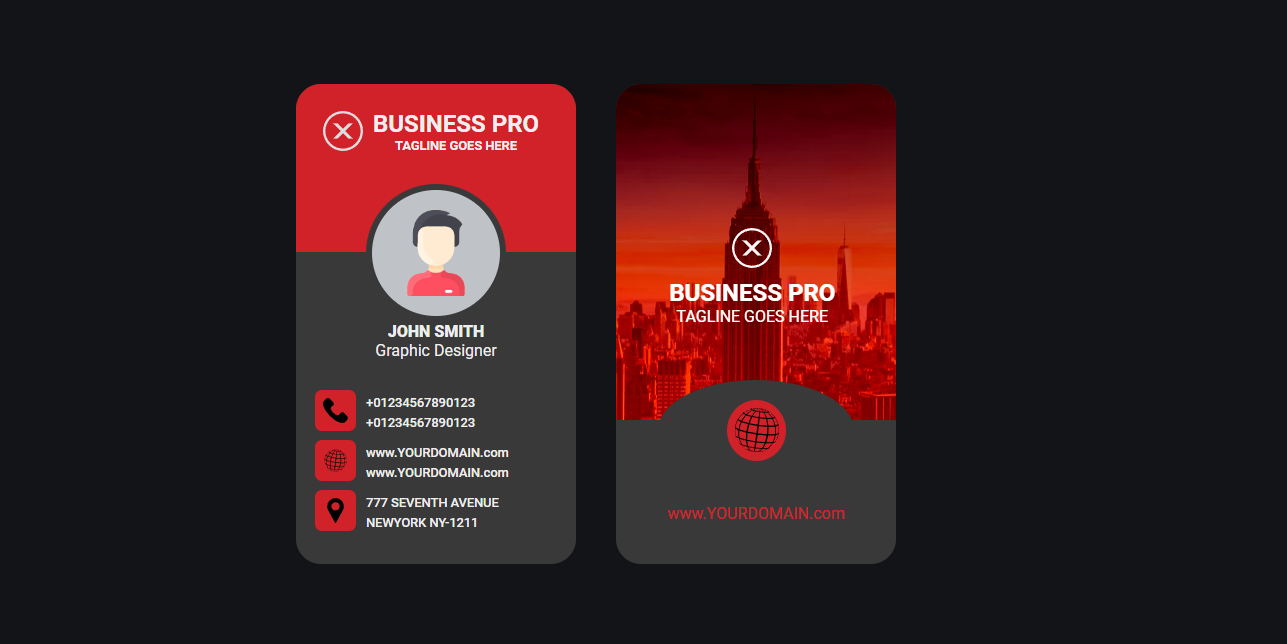 BUSINESS PRO
TAGLINE GOES HERE
JOHN SMITH
Graphic Designer
+01234567890123
+01234567890123
www.YOURDOMAIN.com
www.YOURDOMAIN.com
777 SEVENTH AVENUE
NEWYORK NY-1211
BUSINESS PRO
TAGLINE GOES HERE
www.YOURDOMAIN.com